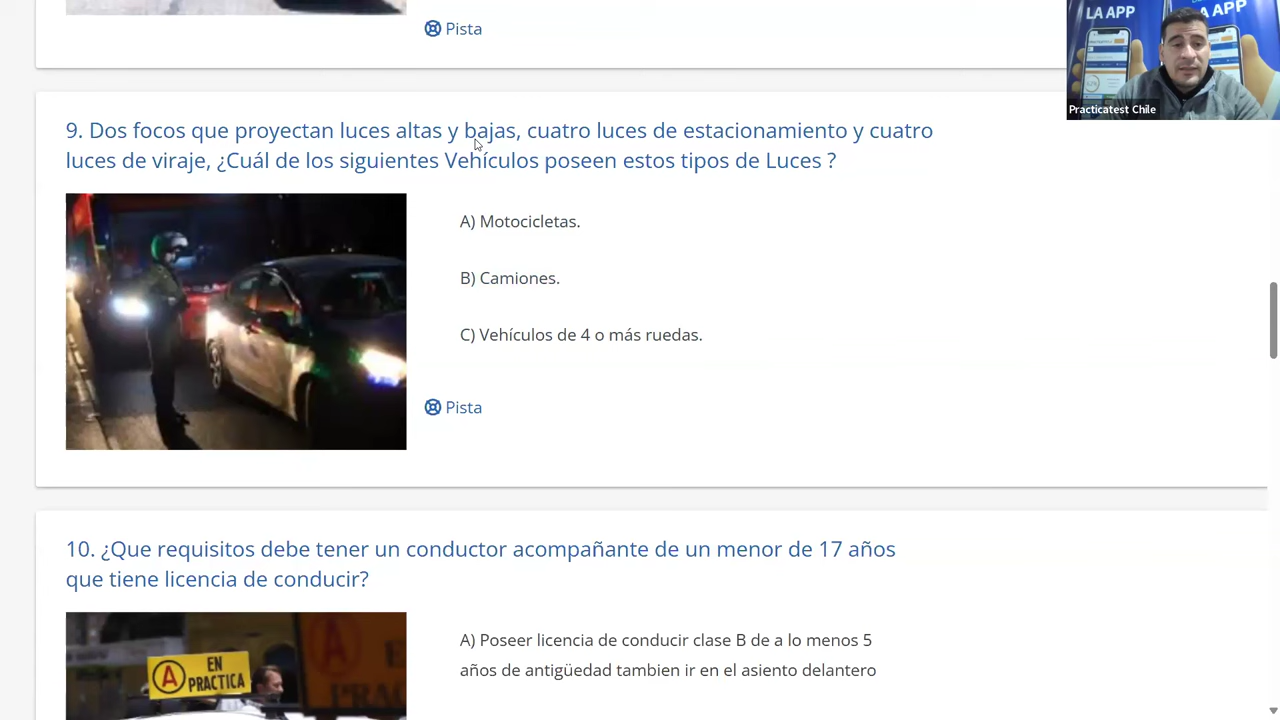 Pista
LA APP
A APP
Practicatest Chile
9. Dos focos que proyectan luces altas y bajas, cuatro luces de estacionamiento y cuatro
luces de viraje, ¿Cuál de los siguientes Vehículos poseen estos tipos de Luces ?
A) Motocicletas.
B) Camiones.
C) Vehículos de 4 o más ruedas.
Pista
10. ¿Que requisitos debe tener un conductor acompañante de un menor de 17 años
que tiene licencia de conducir?
A) Poseer licencia de conducir clase B de a lo menos 5
años de antigüedad tambien ir en el asiento delantero
A EN
PRACTICA